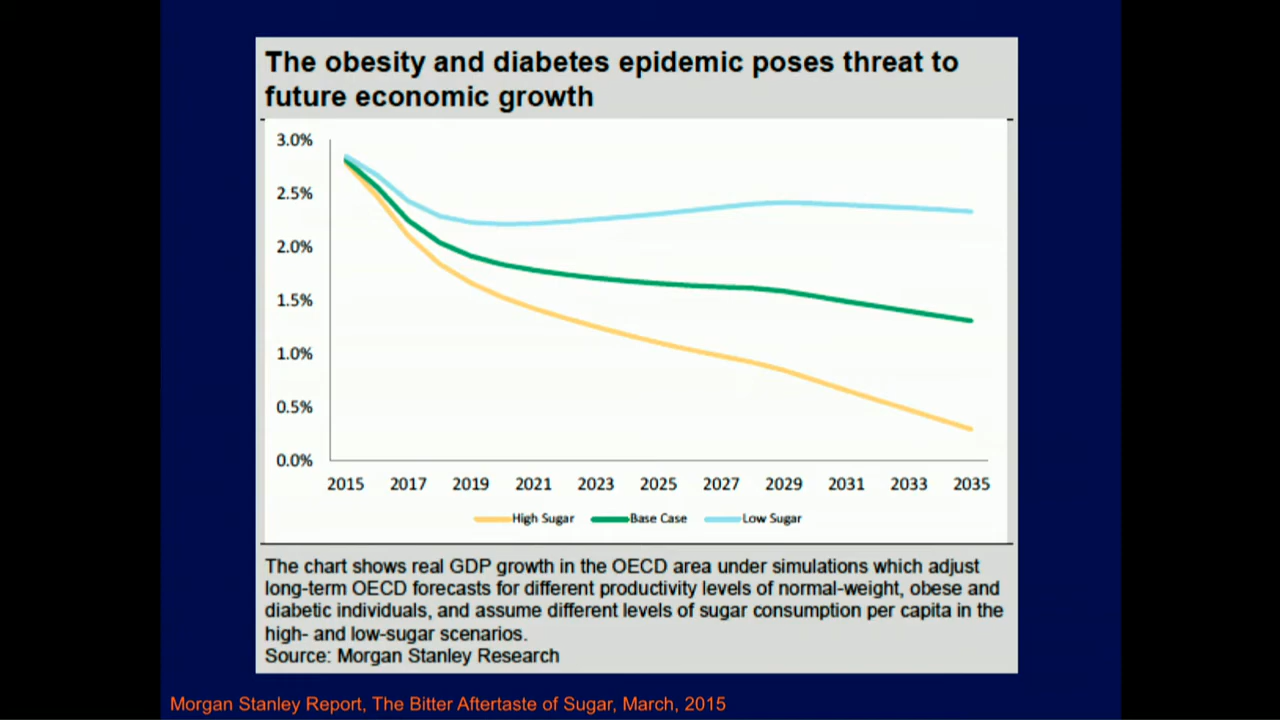 The obesity and diabetes epidemic poses threat to
future economic growth
3.0%
2.5%
2.0%
1.5%
1.0%
0.5%
0.0%
2015 2017 2019 2021 2023 2025 2027 2029 2031 2033 2035
High Sugar Base Case Low Sugar
The chart shows real GDP growth in the OECD area under simulations which adjust
long-term OECD forecasts for different productivity levels of normal-weight, obese and
diabetic individuals, and assume different levels of sugar consumption per capita in the
high- and low-sugar scenarios.
Source: Morgan Stanley Research
Morgan Stanley Report, The Bitter Aftertaste of Sugar, March, 2015